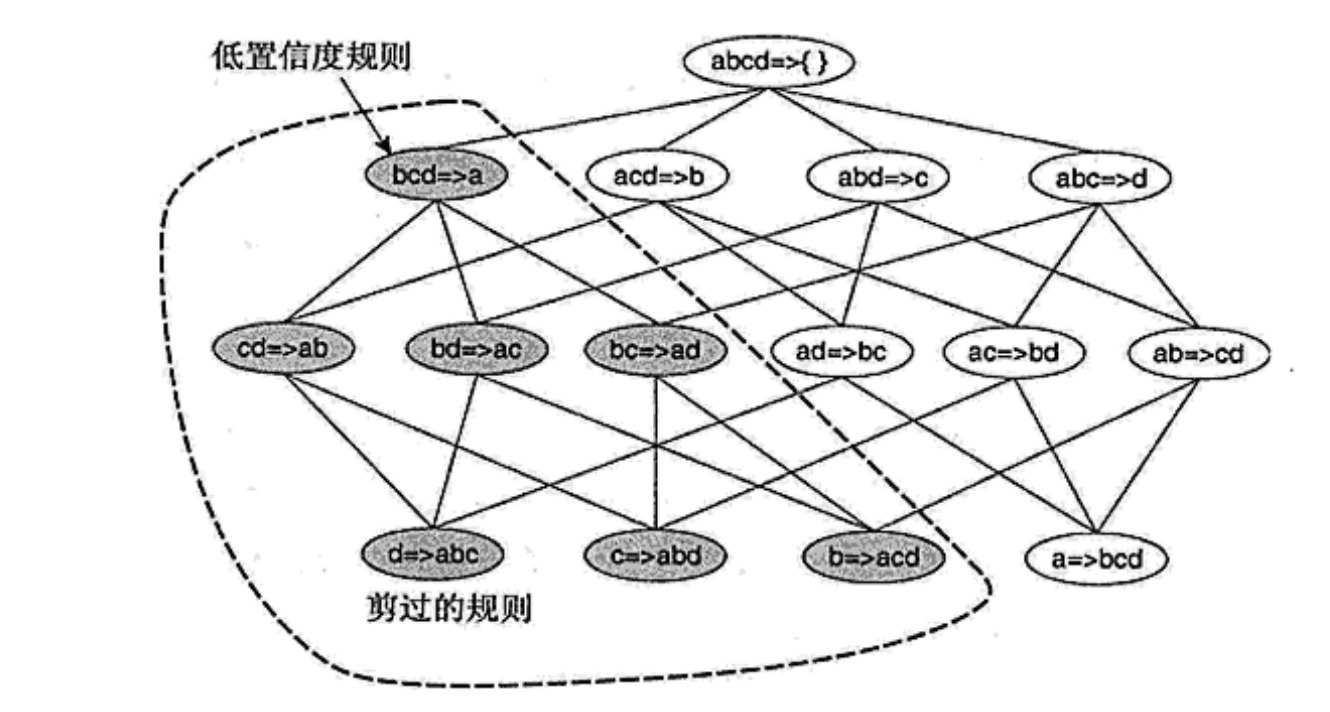 低置信度规则
abcd=>{ }
bcd=>a
acd=>b
abd=>c
abc=>d
cd=>ab
bd=>ac
bc=>ad
ad=>bc
ac=>bd
ab=>cd
d=>abc
c=>abd
b=>acd
a=>bcd
剪过的规则